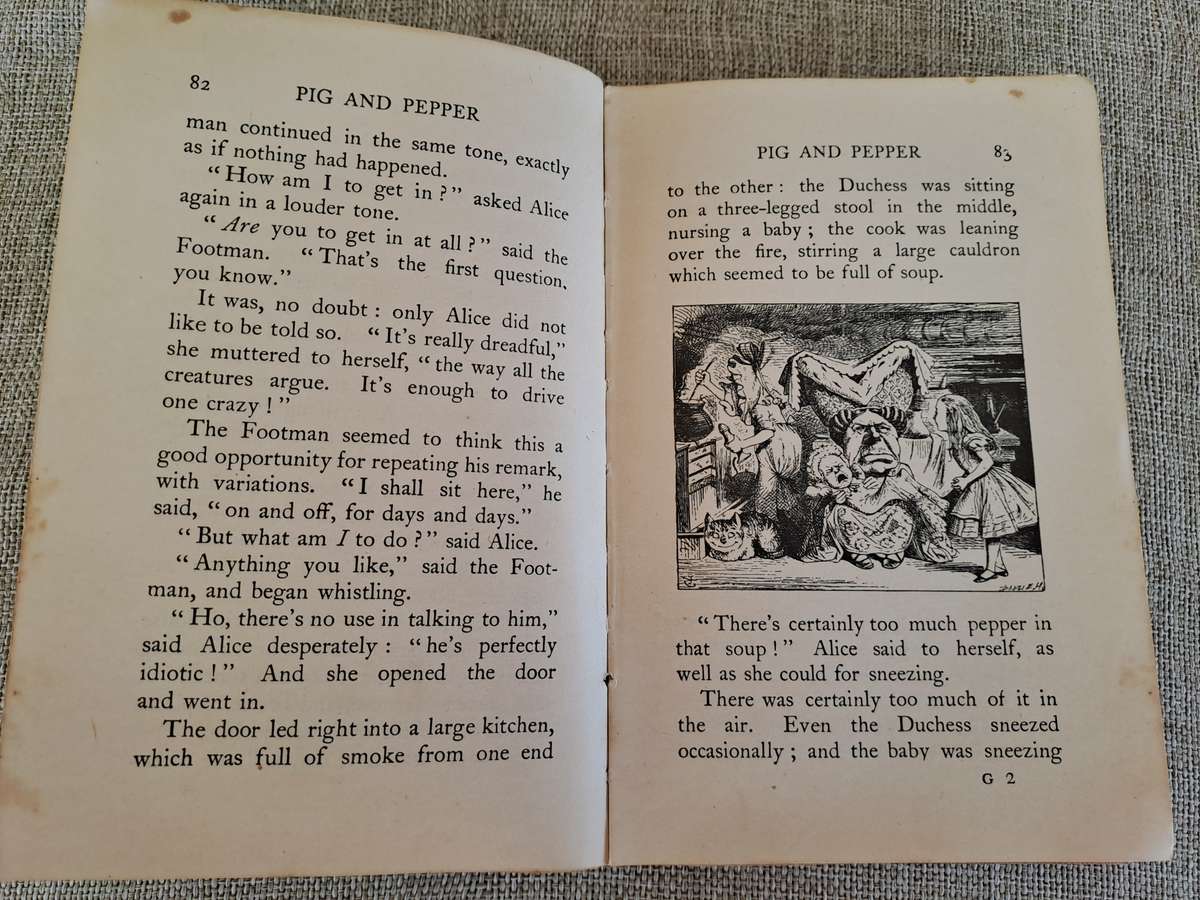 82
PIG AND PEPPER
man continued in the same tone, exactly
as if nothing had happened.
“How am I to get in?” asked Alice
again in a louder tone.
“Are you to get in at all?” said the
Footman. “That's the first question,
you know.”
It was, no doubt: only Alice did not
like to be told so. “It's really dreadful,”
she muttered to herself, “the way all the
creatures argue. It's enough to drive
one crazy!”
The Footman seemed to think this a
good opportunity for repeating his remark,
with variations. “I shall sit here,” he
said, “on and off, for days and days.”
“But what am I to do?” said Alice.
“Anything you like,” said the Foot-
man, and began whistling.
“Ho, there's no use in talking to him,”
said Alice desperately: “he's perfectly
idiotic!” And she opened the door
and went in.
The door led right into a large kitchen,
which was full of smoke from one end
PIG AND PEPPER 83
to the other: the Duchess was sitting
on a three-legged stool in the middle,
nursing a baby; the cook was leaning
over the fire, stirring a large cauldron
which seemed to be full of soup.
“There's certainly too much pepper in
that soup!” Alice said to herself, as
well as she could for sneezing.
There was certainly too much of it in
the air. Even the Duchess sneezed
occasionally; and the baby was sneezing
G 2